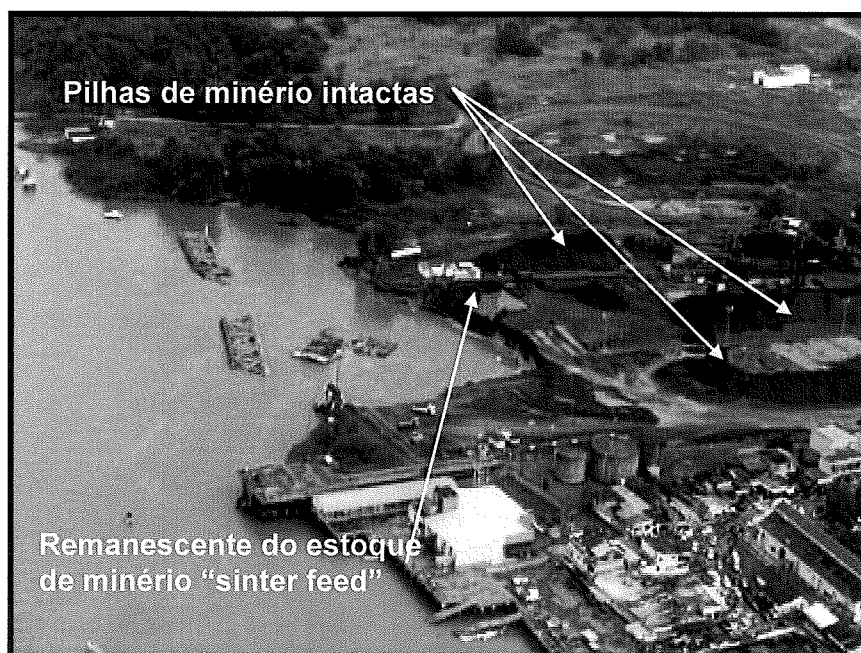 Pilhas de minério intactas
Remanescente do estoque
de minério “sinter feed”